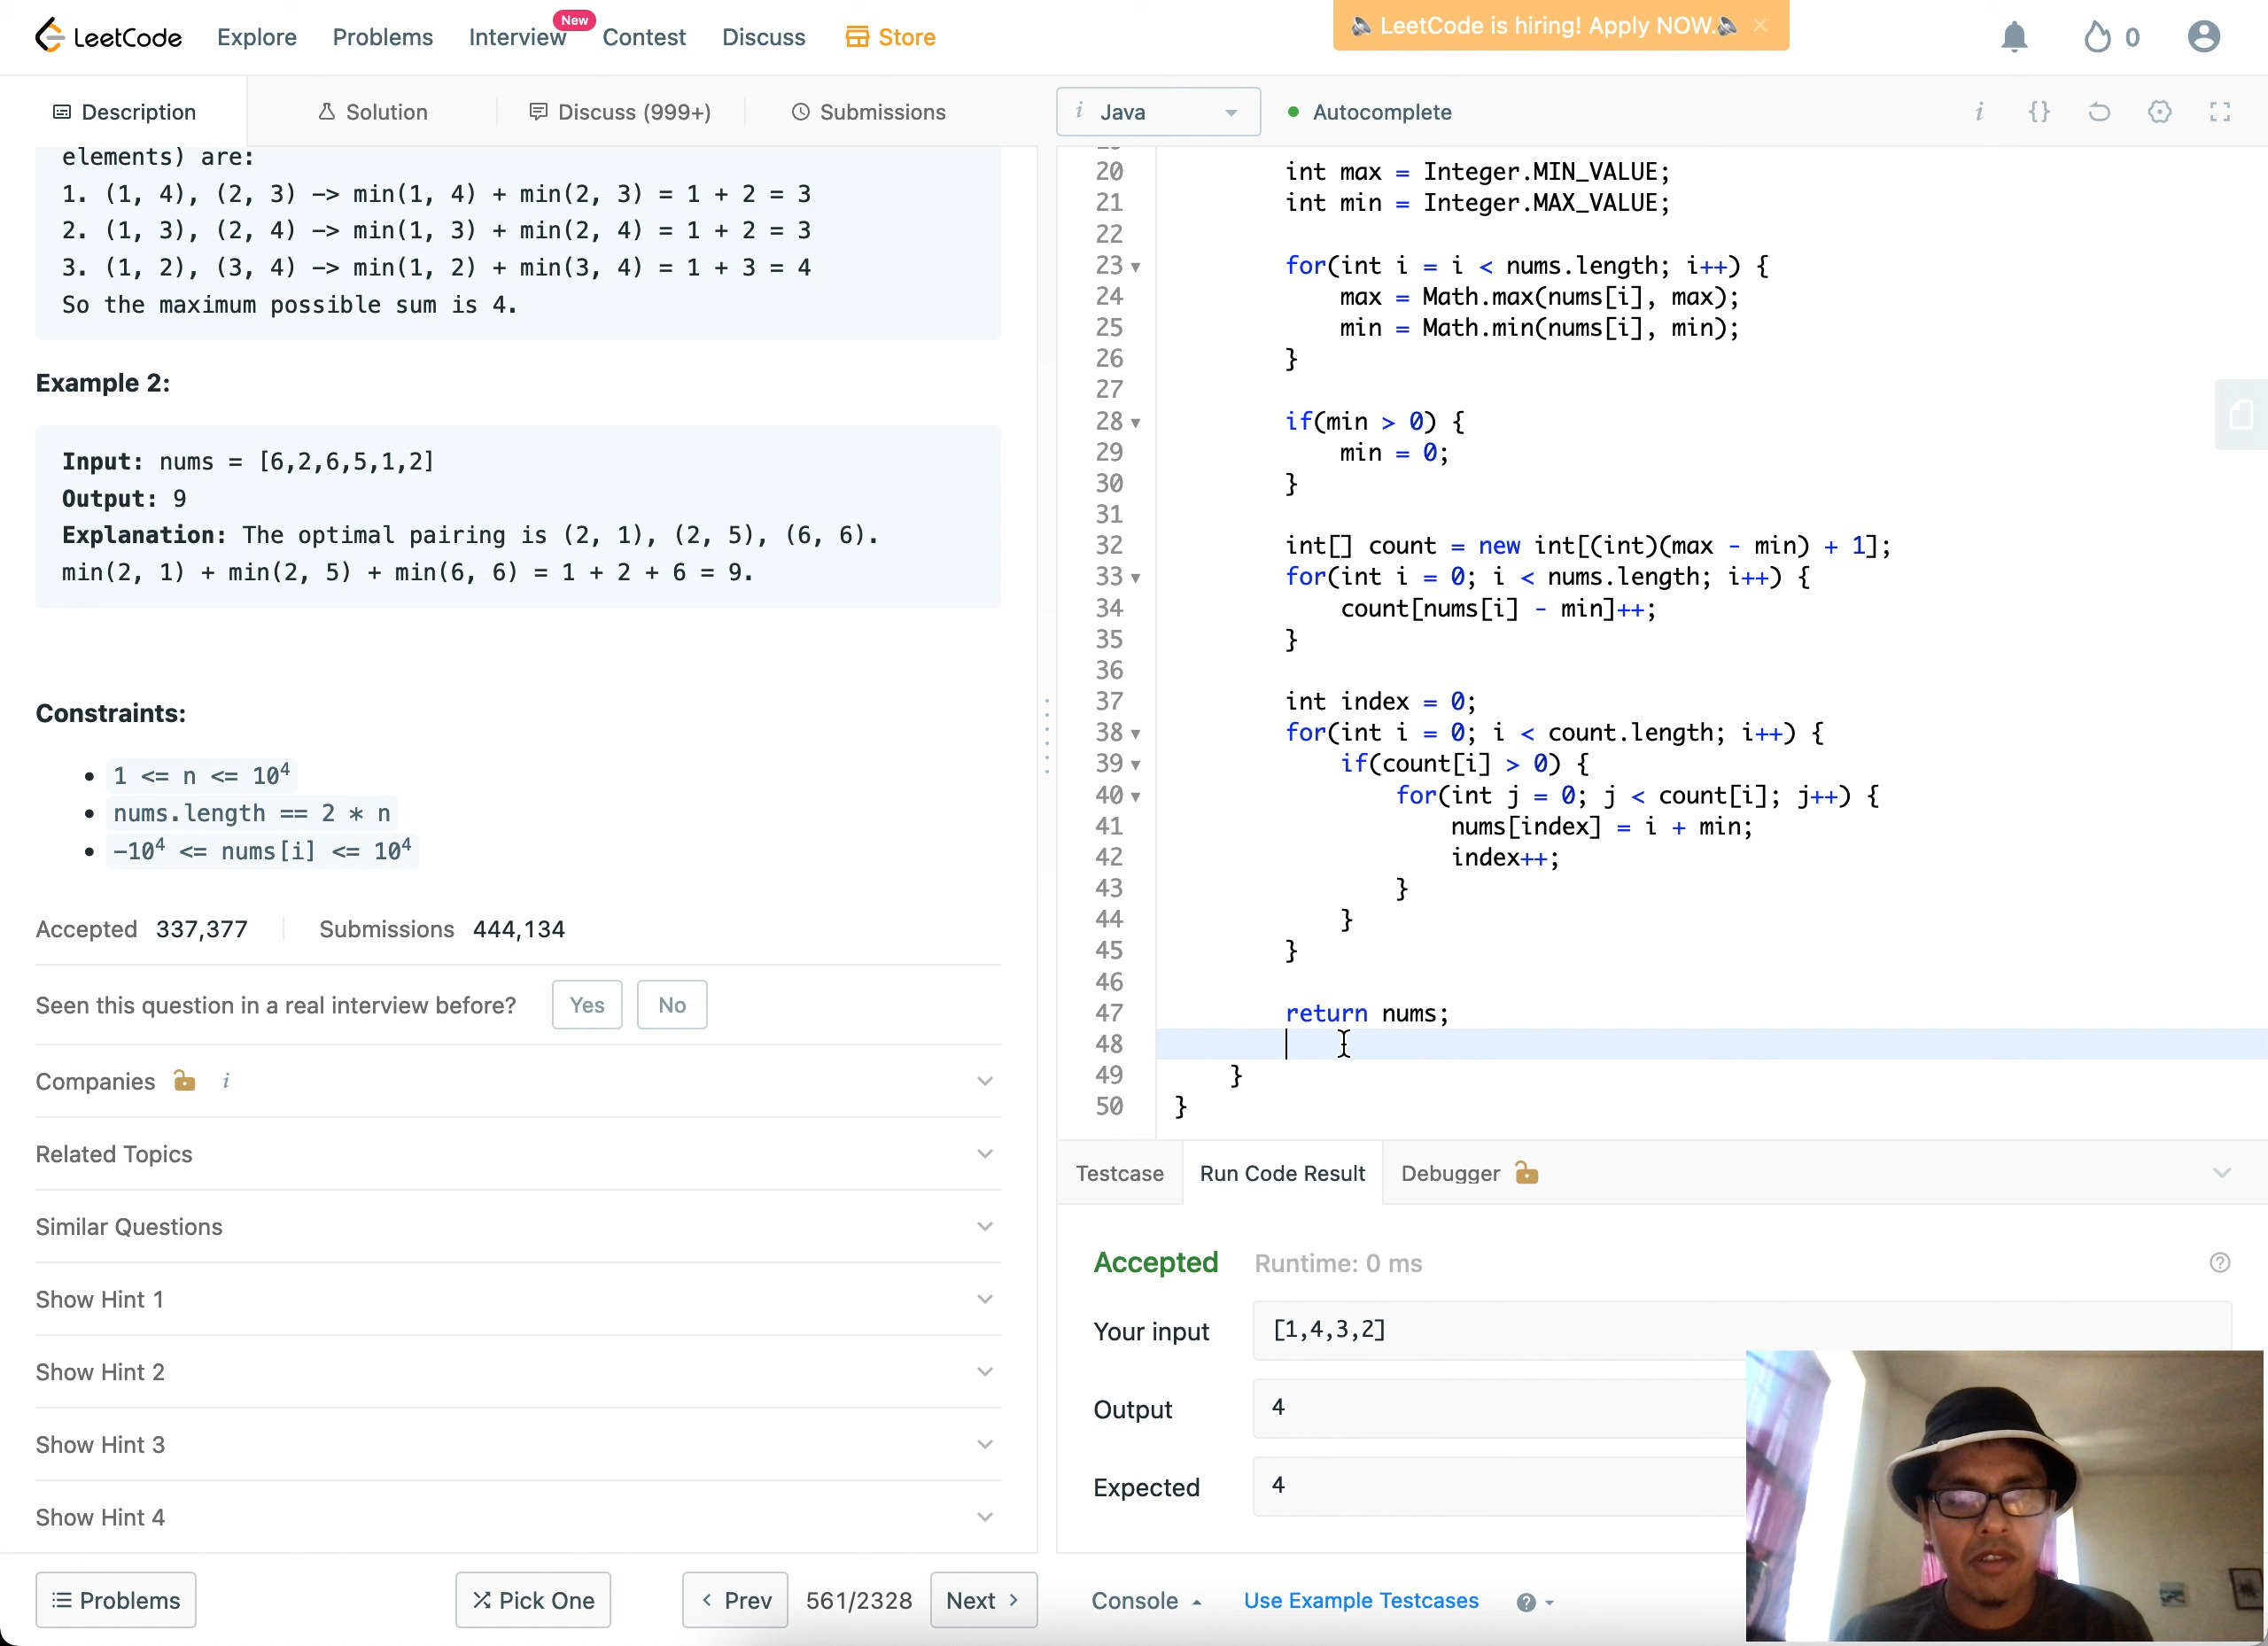 LeetCode Explore Problems Interview New Contest Discuss Store
🔈 LeetCode is hiring! Apply NOW.🔈 ×
0
Description Solution Discuss (999+) Submissions
i Java Autocomplete i {}
elements) are:
1. (1, 4), (2, 3) -> min(1, 4) + min(2, 3) = 1 + 2 = 3
2. (1, 3), (2, 4) -> min(1, 3) + min(2, 4) = 1 + 2 = 3
3. (1, 2), (3, 4) -> min(1, 2) + min(3, 4) = 1 + 3 = 4
So the maximum possible sum is 4.
Example 2:
Input: nums = [6,2,6,5,1,2]
Output: 9
Explanation: The optimal pairing is (2, 1), (2, 5), (6, 6).
min(2, 1) + min(2, 5) + min(6, 6) = 1 + 2 + 6 = 9.
Constraints:
• 1 <= n <= 10⁴
• nums.length == 2 * n
• -10⁴ <= nums[i] <= 10⁴
Accepted 337,377 Submissions 444,134
Seen this question in a real interview before? Yes No
Companies i
Related Topics
Similar Questions
Show Hint 1
Show Hint 2
Show Hint 3
Show Hint 4
Problems Pick One < Prev 561/2328 Next >
20 int max = Integer.MIN_VALUE;
21 int min = Integer.MAX_VALUE;
22
23 for(int i = i < nums.length; i++) {
24 max = Math.max(nums[i], max);
25 min = Math.min(nums[i], min);
26 }
27
28 if(min > 0) {
29 min = 0;
30 }
31
32 int[] count = new int[(int)(max - min) + 1];
33 for(int i = 0; i < nums.length; i++) {
34 count[nums[i] - min]++;
35 }
36
37 int index = 0;
38 for(int i = 0; i < count.length; i++) {
39 if(count[i] > 0) {
40 for(int j = 0; j < count[i]; j++) {
41 nums[index] = i + min;
42 index++;
43 }
44 }
45 }
46
47 return nums;
48
49 }
50 }
Testcase Run Code Result Debugger
Accepted Runtime: 0 ms
Your input [1,4,3,2]
Output 4
Expected 4
Console Use Example Testcases